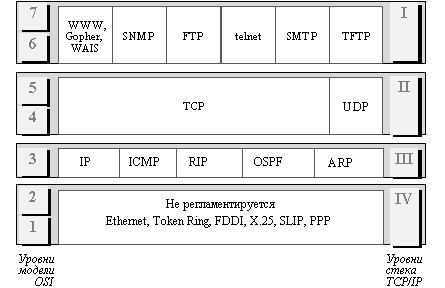 7
6
WWW,
Gopher,
WAIS
SNMP
FTP
telnet
SMTP
TFTP
I
5
4
TCP
UDP
II
3
IP
ICMP
RIP
OSPF
ARP
III
2
1
Не регламентируется
Ethernet, Token Ring, FDDI, X.25, SLIP, PPP
IV
Уровни
модели
OSI
Уровни
стека
TCP/IP